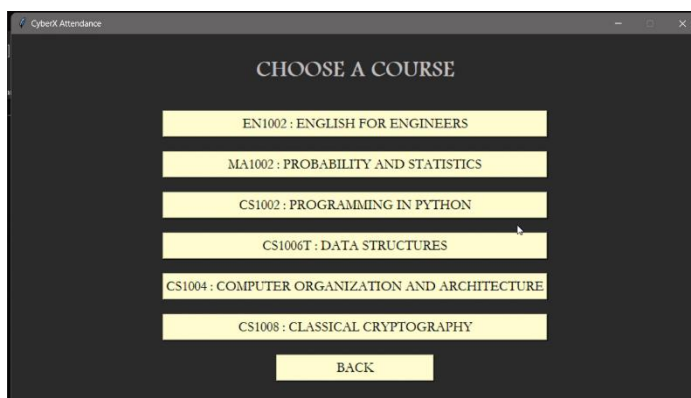 CyberX Attendance
CHOOSE A COURSE
EN1002 : ENGLISH FOR ENGINEERS
MA1002 : PROBABILITY AND STATISTICS
CS1002 : PROGRAMMING IN PYTHON
CS1006T : DATA STRUCTURES
CS1004 : COMPUTER ORGANIZATION AND ARCHITECTURE
CS1008 : CLASSICAL CRYPTOGRAPHY
BACK